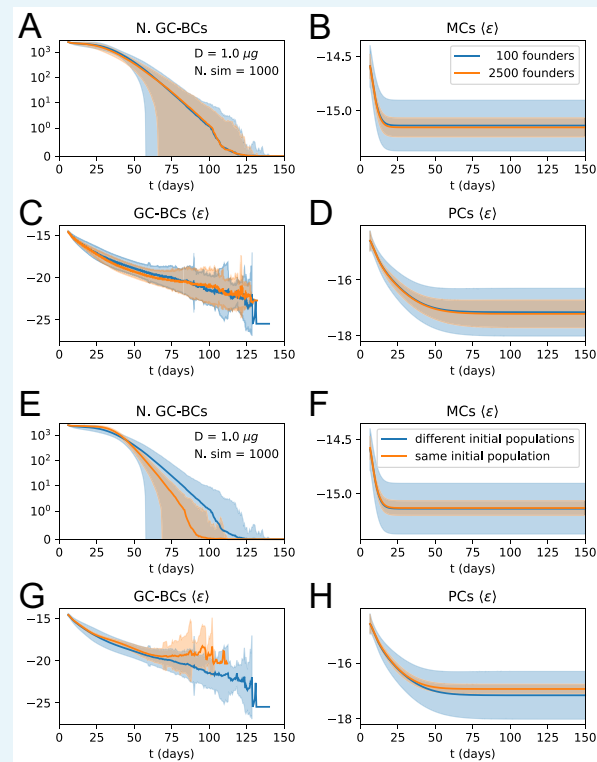 A
N. GC-BCs
D = 1.0 μg
N. sim = 1000
10³
10²
10¹
10⁰
0
0 25 50 75 100 125 150
t (days)
B
MCs ⟨ε⟩
100 founders
2500 founders
−14.5
−15.0
0 25 50 75 100 125 150
t (days)
C
GC-BCs ⟨ε⟩
−15
−20
−25
0 25 50 75 100 125 150
t (days)
D
PCs ⟨ε⟩
−16
−18
0 25 50 75 100 125 150
t (days)
E
N. GC-BCs
D = 1.0 μg
N. sim = 1000
10³
10²
10¹
10⁰
0
0 25 50 75 100 125 150
t (days)
F
MCs ⟨ε⟩
different initial populations
same initial population
−14.5
−15.0
0 25 50 75 100 125 150
t (days)
G
GC-BCs ⟨ε⟩
−15
−20
−25
0 25 50 75 100 125 150
t (days)
H
PCs ⟨ε⟩
−16
−18
0 25 50 75 100 125 150
t (days)